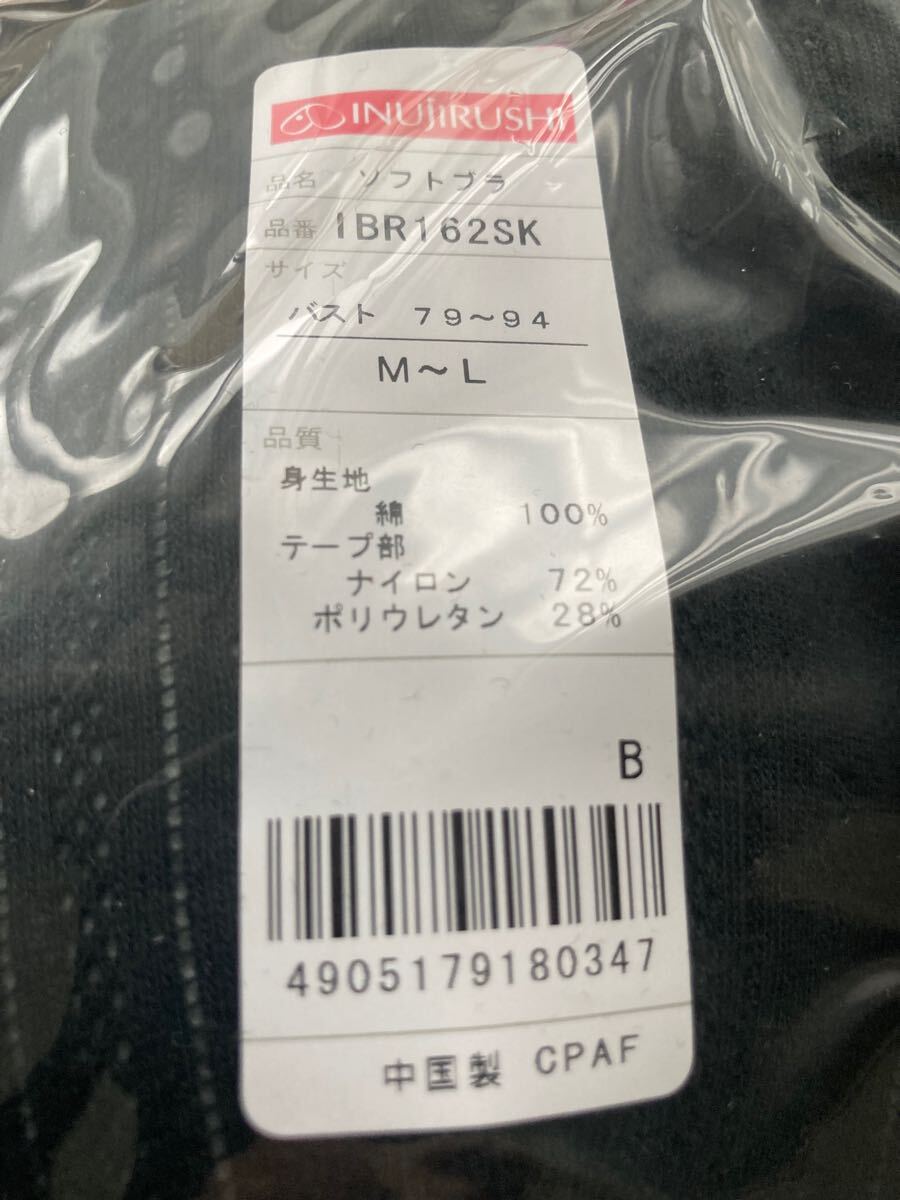 INUJIRUSHI
品名 ソフトブラ
品番 IBR162SK
サイズ
バスト 79~94
M~L
品質
身生地
綿 100%
テープ部
ナイロン 72%
ポリウレタン 28%
B
4905179180347
中国製 CPAF